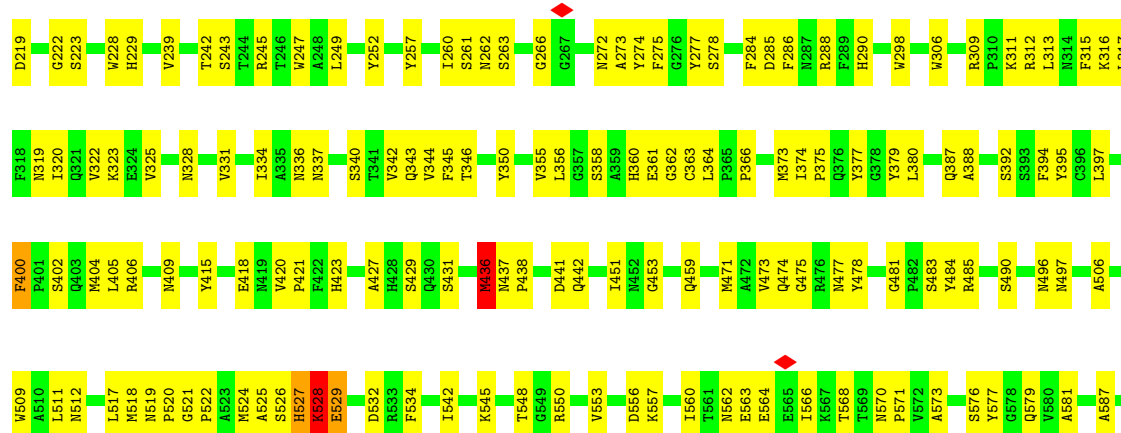 D219 G222 S223 W228 H229 V239 T242 S243 T244 R245 T246 W247 A248 L249 Y252 Y257 I260 S261 N262 S263 G266 G267 N272 A273 Y274 F275 G276 Y277 S278 F284 D285 F286 N287 R288 F289 H290 W298 W306 R309 P310 K311 R312 L313 N314 F315 K316 L317
F318 N319 I320 Q321 V322 K323 E324 V325 N328 V331 I334 A335 N336 N337 S340 T341 V342 Q343 V344 F345 T346 Y350 V355 L356 G357 S358 A359 H360 E361 G362 C363 L364 P365 P366 M373 I374 P375 Q376 Y377 G378 Y379 L380 Q387 A388 S392 S393 F394 Y395 C396 L397
F400 P401 S402 Q403 M404 L405 R406 N409 Y415 E418 N419 V420 P421 F422 H423 A427 H428 S429 Q430 S431 M436 N437 P438 D441 Q442 I451 N452 G453 Q459 M471 A472 V473 Q474 G475 R476 N477 Y478 G481 P482 S483 Y484 R485 S490 N496 N497 A506
W509 A510 L511 N512 L517 M518 N519 P520 G521 P522 A523 M524 A525 S526 H527 K528 E529 D532 R533 F534 I542 K545 T548 G549 R550 V553 D556 K557 I560 T561 N562 E563 E564 E565 I566 K567 T568 T569 N570 P571 V572 A573 S576 Y577 G578 Q579 V580 A581 A587